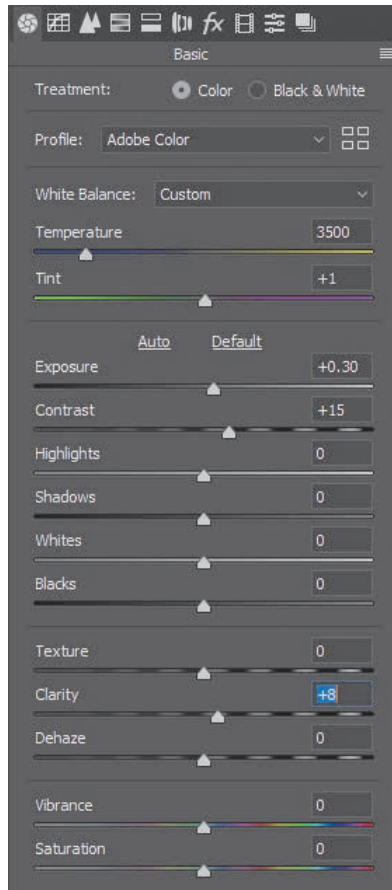 fx
Basic
Treatment: Color Black & White
Profile: Adobe Color
White Balance: Custom
Temperature 3500
Tint +1
Auto Default
Exposure +0.30
Contrast +15
Highlights 0
Shadows 0
Whites 0
Blacks 0
Texture 0
Clarity +8
Dehaze 0
Vibrance 0
Saturation 0